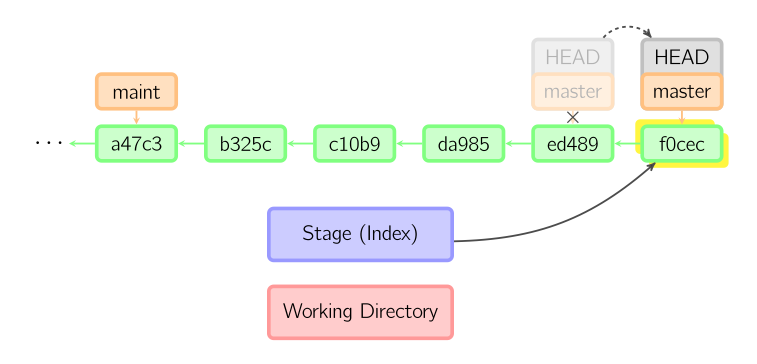 HEAD
HEAD
maint
master
master
··· a47c3 b325c c10b9 da985 ed489 f0cec
Stage (Index)
Working Directory